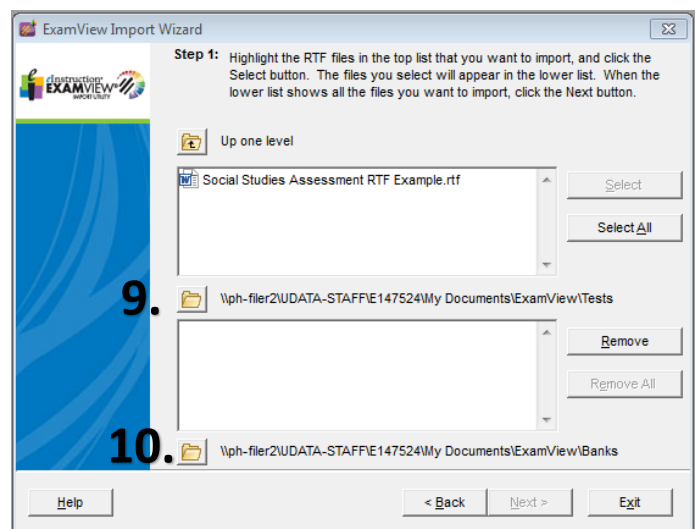 ExamView Import Wizard
Step 1: Highlight the RTF files in the top list that you want to import, and click the
Select button. The files you select will appear in the lower list. When the
lower list shows all the files you want to import, click the Next button.
eInstruction
EXAMVIEW®
IMPORT UTILITY
Up one level
Social Studies Assessment RTF Example.rtf
Select
Select All
9. \\ph-filer2\UDATA-STAFF\E147524\My Documents\ExamView\Tests
Remove
Remove All
10. \\ph-filer2\UDATA-STAFF\E147524\My Documents\ExamView\Banks
Help
< Back
Next >
Exit